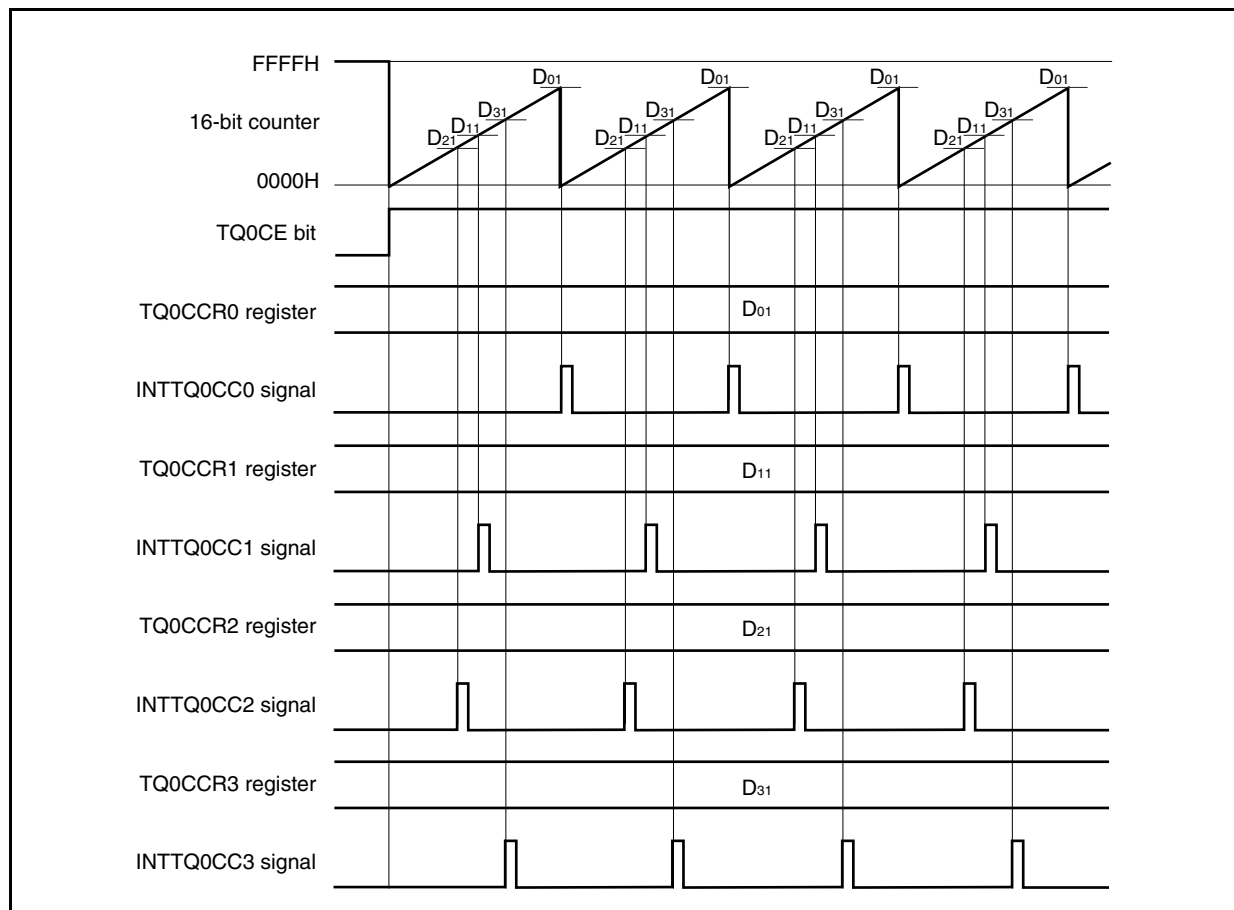 FFFFH
D01 D01 D01 D01
16-bit counter
D31 D31 D31 D31
D11 D11 D11 D11
D21 D21 D21 D21
0000H
TQ0CE bit
TQ0CCR0 register
D01
INTTQ0CC0 signal
TQ0CCR1 register
D11
INTTQ0CC1 signal
TQ0CCR2 register
D21
INTTQ0CC2 signal
TQ0CCR3 register
D31
INTTQ0CC3 signal